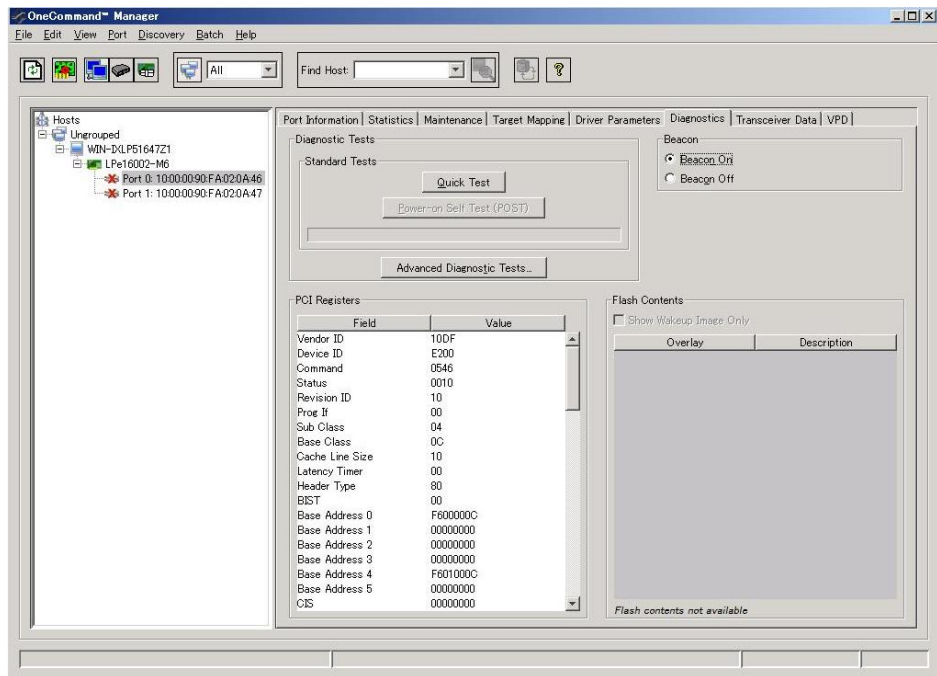 OneCommand™ Manager
File Edit View Port Discovery Batch Help
All
Find Host:
Hosts
Ungrouped
WIN-IXLP51647Z1
LPe16002-M6
Port 0: 10:00:00:90:FA:02:0A:46
Port 1: 10:00:00:90:FA:02:0A:47
Port Information Statistics Maintenance Target Mapping Driver Parameters Diagnostics Transceiver Data VPD
Diagnostic Tests
Standard Tests
Quick Test
Power-on Self Test (POST)
Advanced Diagnostic Tests...
Beacon
Beacon On
Beacon Off
PCI Registers
Field Value
Vendor ID 10DF
Device ID E200
Command 0546
Status 0010
Revision ID 10
Prog If 00
Sub Class 04
Base Class 0C
Cache Line Size 10
Latency Timer 00
Header Type 80
BIST 00
Base Address 0 F600000C
Base Address 1 00000000
Base Address 2 00000000
Base Address 3 00000000
Base Address 4 F601000C
Base Address 5 00000000
CIS 00000000
Flash Contents
Show Wakeup Image Only
Overlay Description
Flash contents not available